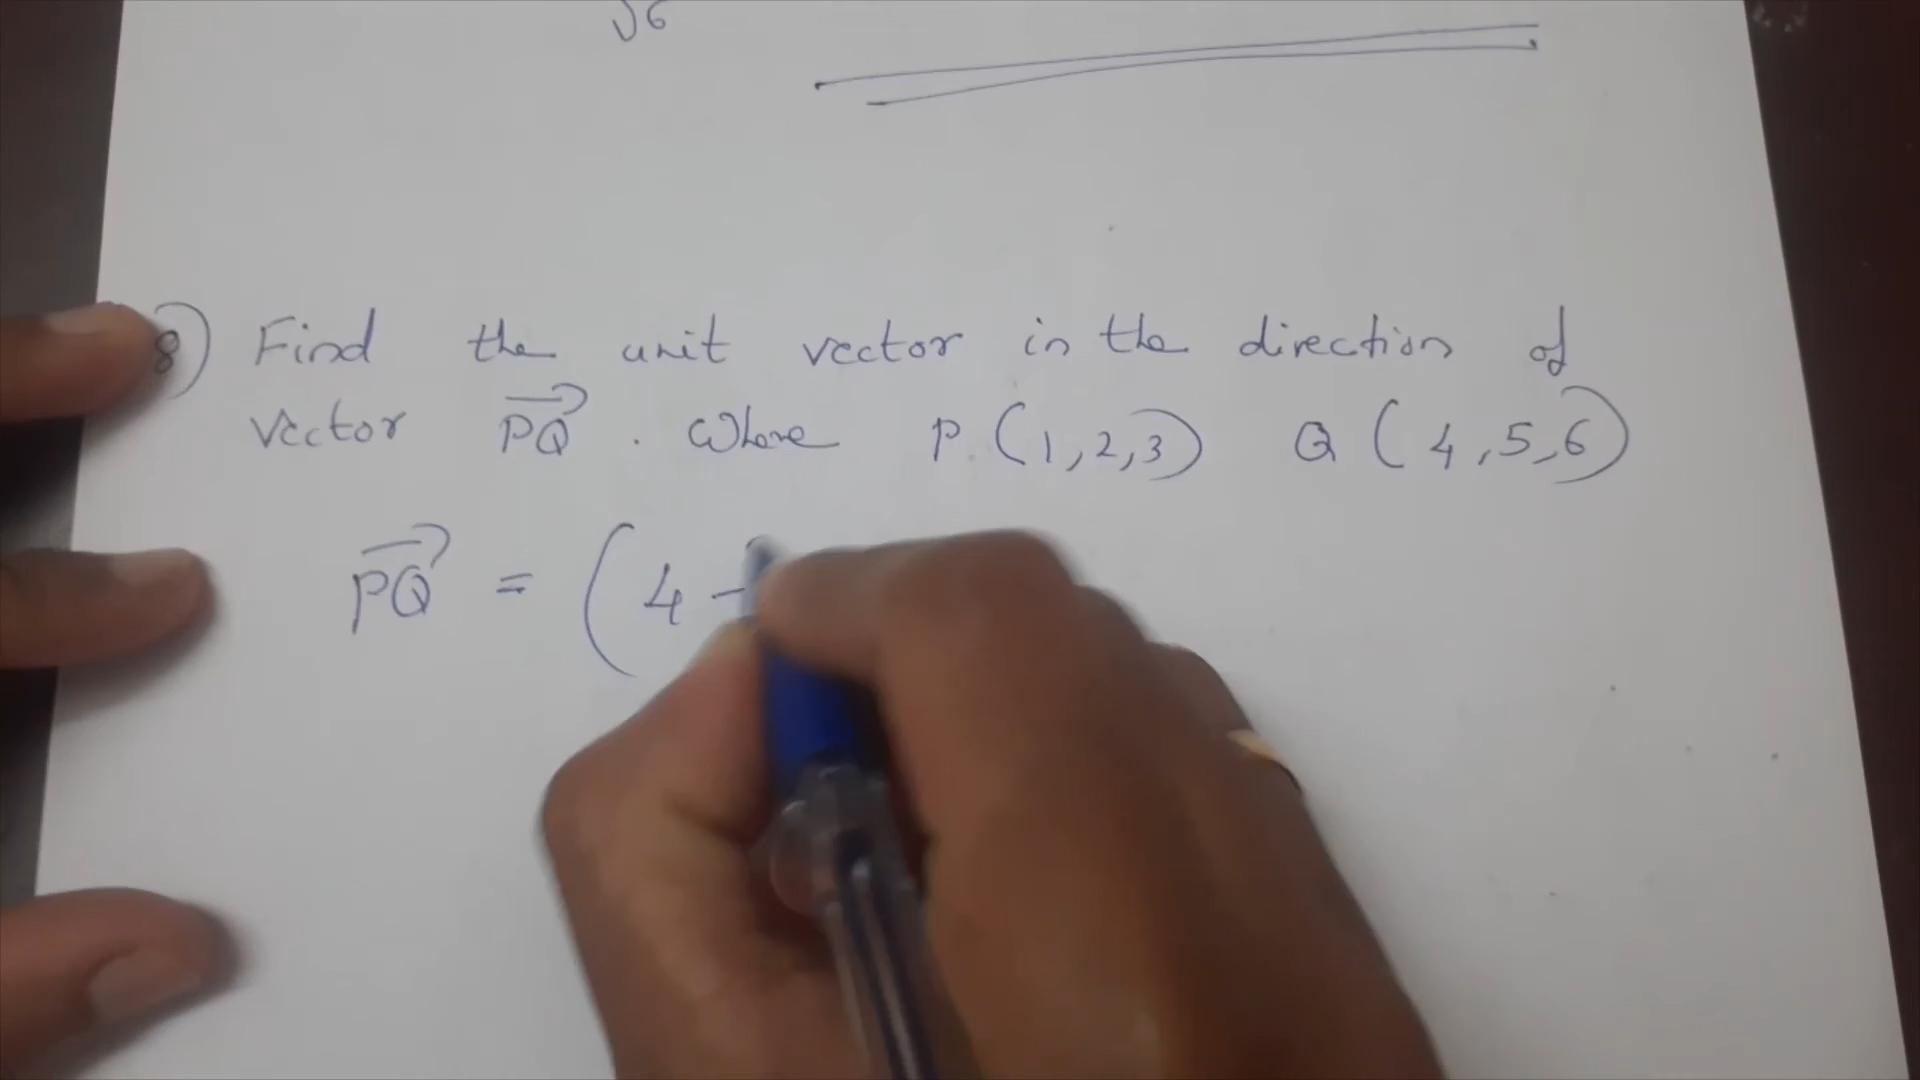 √6
8) Find the unit vector in the direction of
vector PQ⃗ . Where P (1,2,3) Q (4,5,6)
PQ⃗ = (4 -